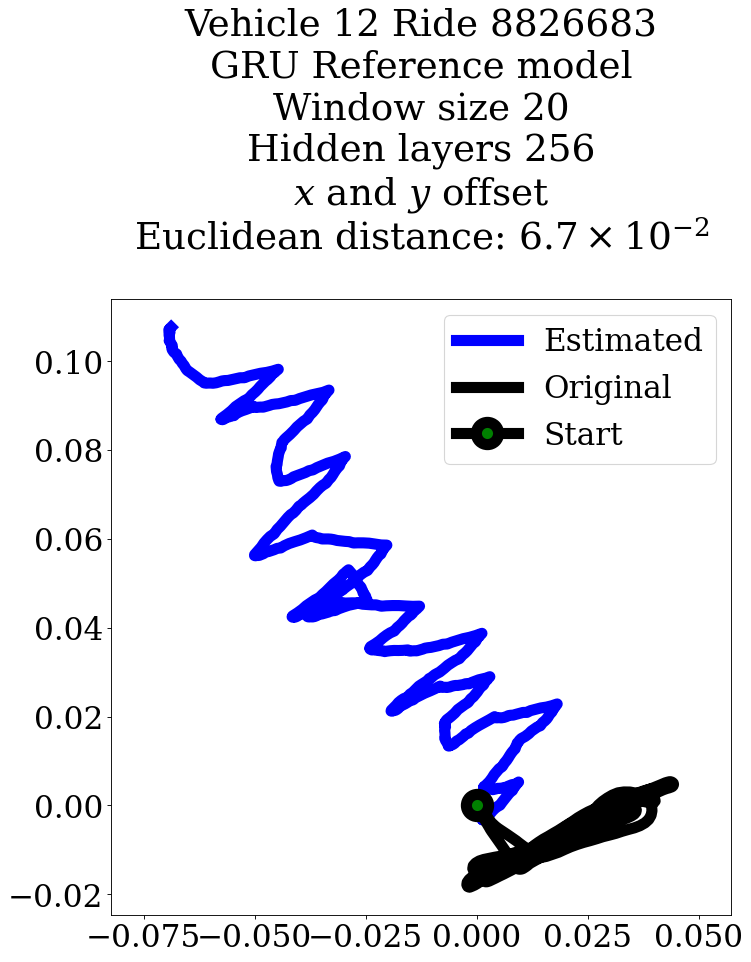 Vehicle 12 Ride 8826683
GRU Reference model
Window size 20
Hidden layers 256
x and y offset
Euclidean distance: 6.7 × 10⁻²
Estimated
Original
Start
0.10
0.08
0.06
0.04
0.02
0.00
−0.02
−0.075 −0.050 −0.025 0.000 0.025 0.050